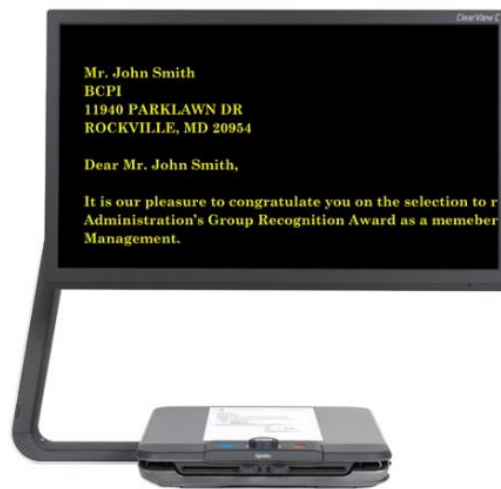 ClearView C
Mr. John Smith
BCPI
11940 PARKLAWN DR
ROCKVILLE, MD 20954
Dear Mr. John Smith,
It is our pleasure to congratulate you on the selection to r
Administration's Group Recognition Award as a memeber
Management.